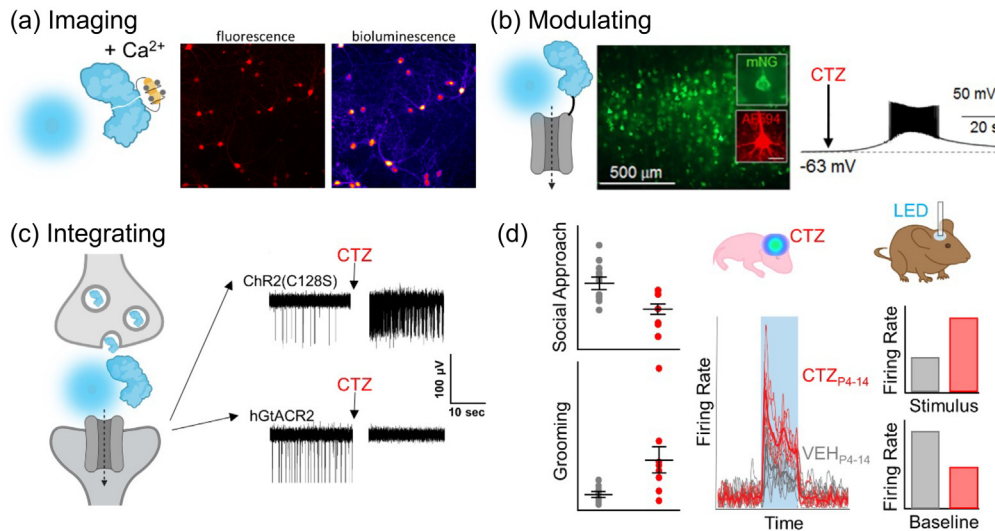 (a) Imaging
+ Ca²⁺
fluorescence
bioluminescence
(b) Modulating
mNG
AF594
500 μm
CTZ
50 mV
20 s
-63 mV
(c) Integrating
ChR2(C128S)
CTZ
hGtACR2
CTZ
100 μV
10 sec
(d)
Social Approach
Grooming
CTZ
LED
Firing Rate
CTZP4-14
VEHP4-14
Time
Firing Rate
Stimulus
Firing Rate
Baseline